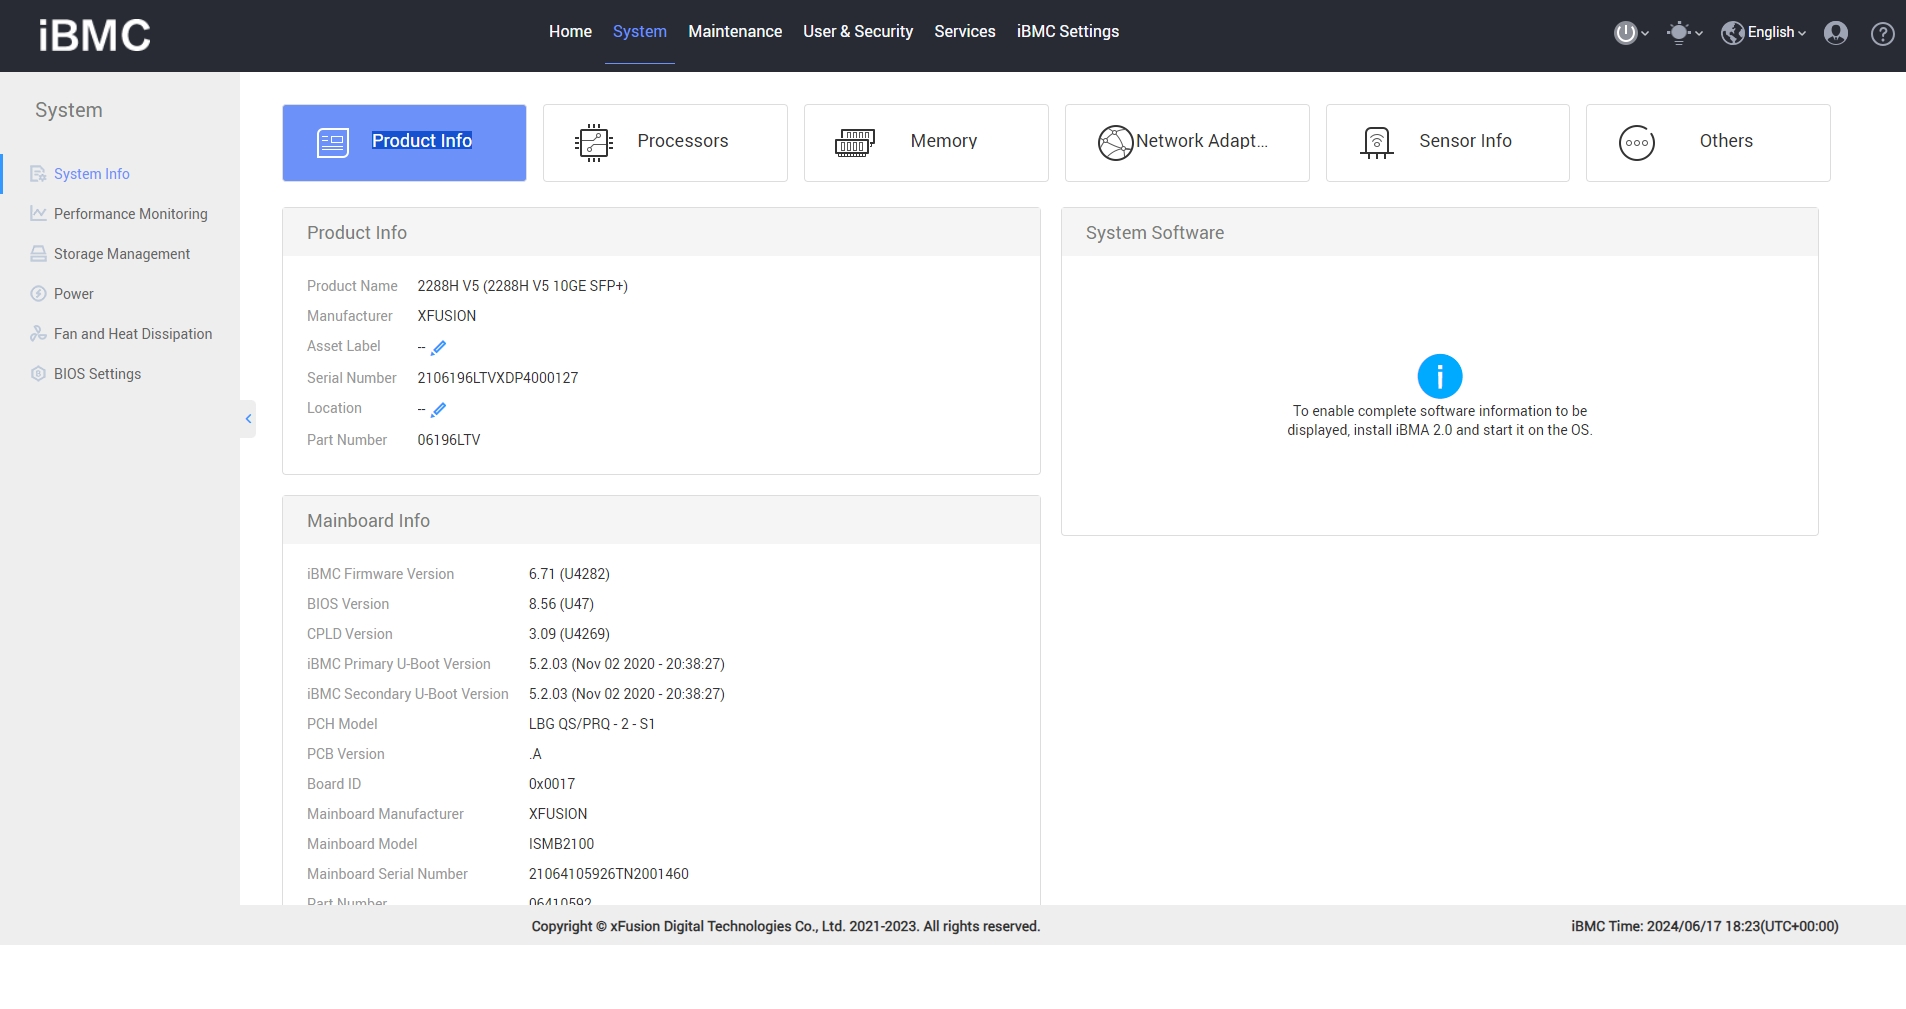 iBMC
Home System Maintenance User & Security Services iBMC Settings
English
System
System Info
Performance Monitoring
Storage Management
Power
Fan and Heat Dissipation
BIOS Settings
Product Info
Processors
Memory
Network Adapt...
Sensor Info
Others
Product Info
Product Name 2288H V5 (2288H V5 10GE SFP+)
Manufacturer XFUSION
Asset Label --
Serial Number 2106196LTVXDP4000127
Location --
Part Number 06196LTV
System Software
To enable complete software information to be
displayed, install iBMA 2.0 and start it on the OS.
Mainboard Info
iBMC Firmware Version 6.71 (U4282)
BIOS Version 8.56 (U47)
CPLD Version 3.09 (U4269)
iBMC Primary U-Boot Version 5.2.03 (Nov 02 2020 - 20:38:27)
iBMC Secondary U-Boot Version 5.2.03 (Nov 02 2020 - 20:38:27)
PCH Model LBG QS/PRQ - 2 - S1
PCB Version .A
Board ID 0x0017
Mainboard Manufacturer XFUSION
Mainboard Model ISMB2100
Mainboard Serial Number 21064105926TN2001460
Part Number 06410592
Copyright © xFusion Digital Technologies Co., Ltd. 2021-2023. All rights reserved.
iBMC Time: 2024/06/17 18:23(UTC+00:00)